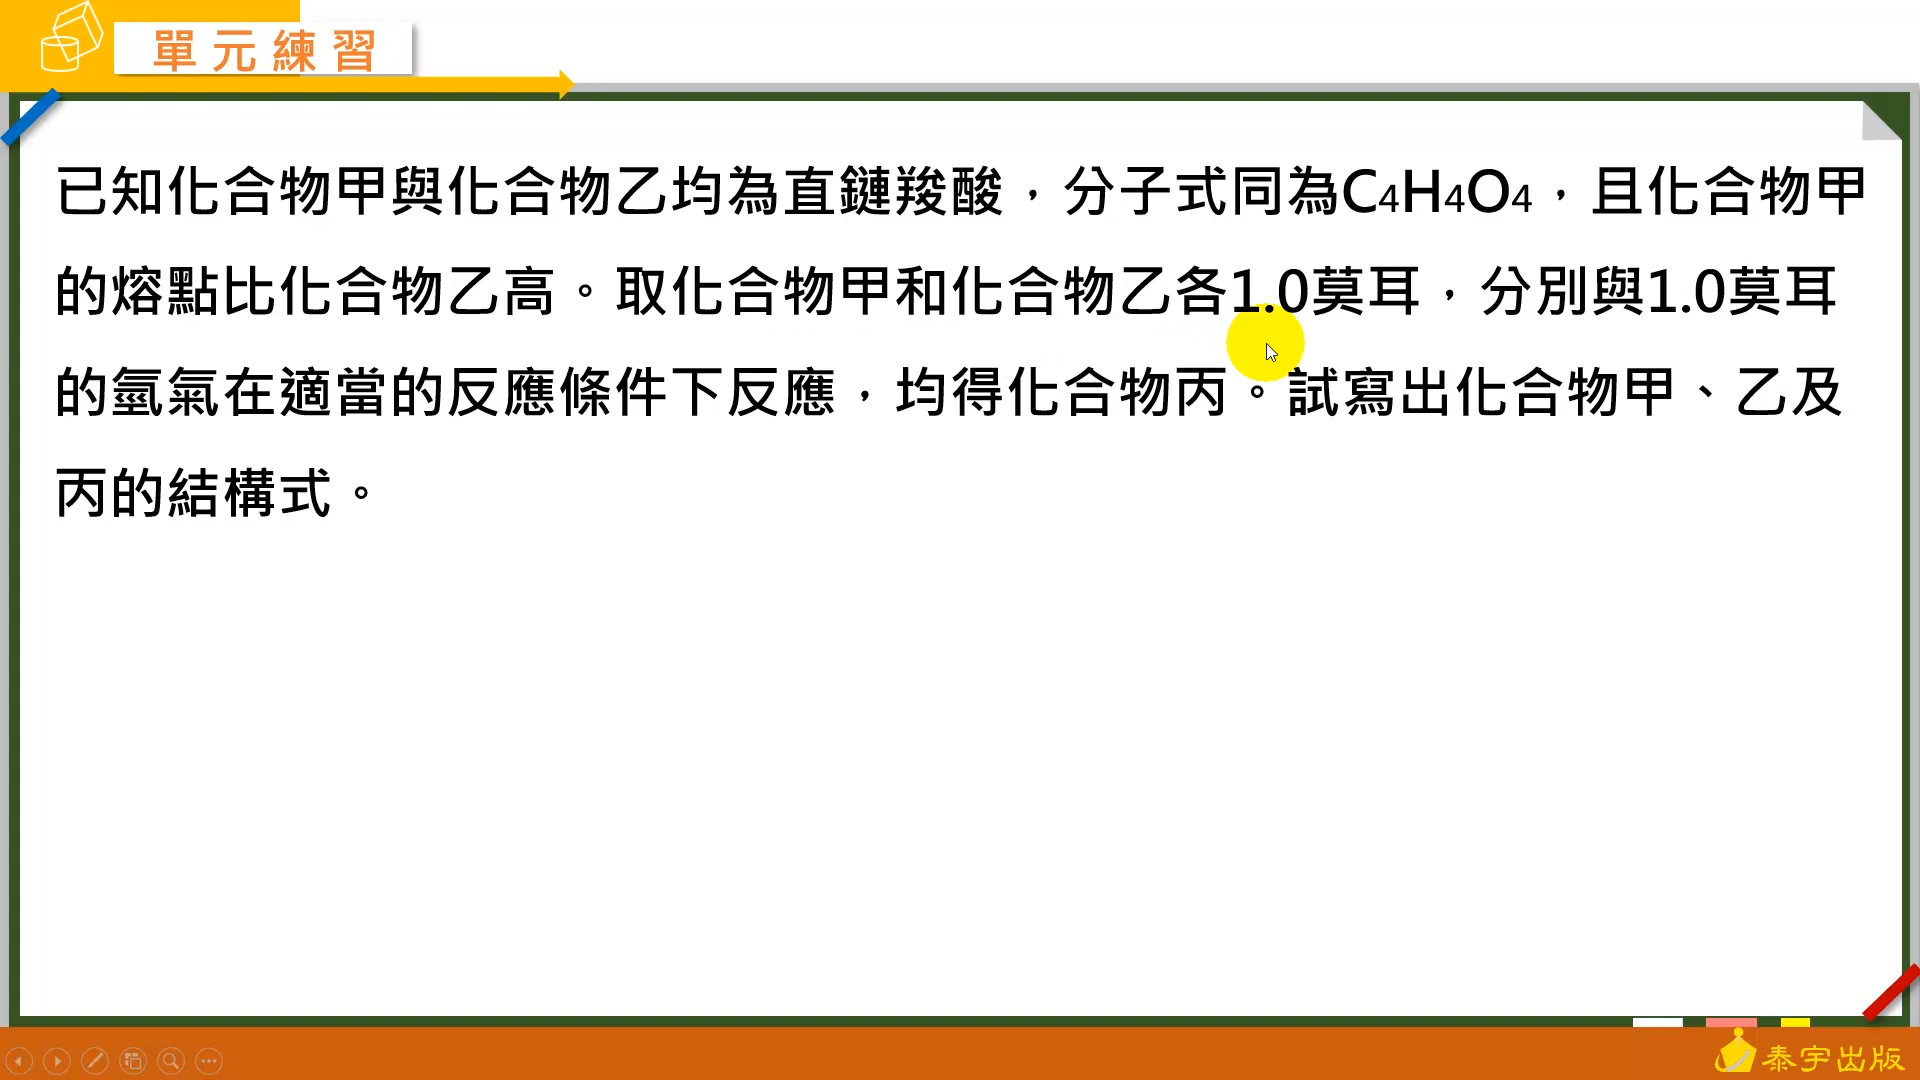 單元練習
已知化合物甲與化合物乙均為直鏈羧酸，分子式同為C₄H₄O₄，且化合物甲
的熔點比化合物乙高。取化合物甲和化合物乙各1.0莫耳，分別與1.0莫耳
的氫氣在適當的反應條件下反應，均得化合物丙。試寫出化合物甲、乙及
丙的結構式。
泰宇出版